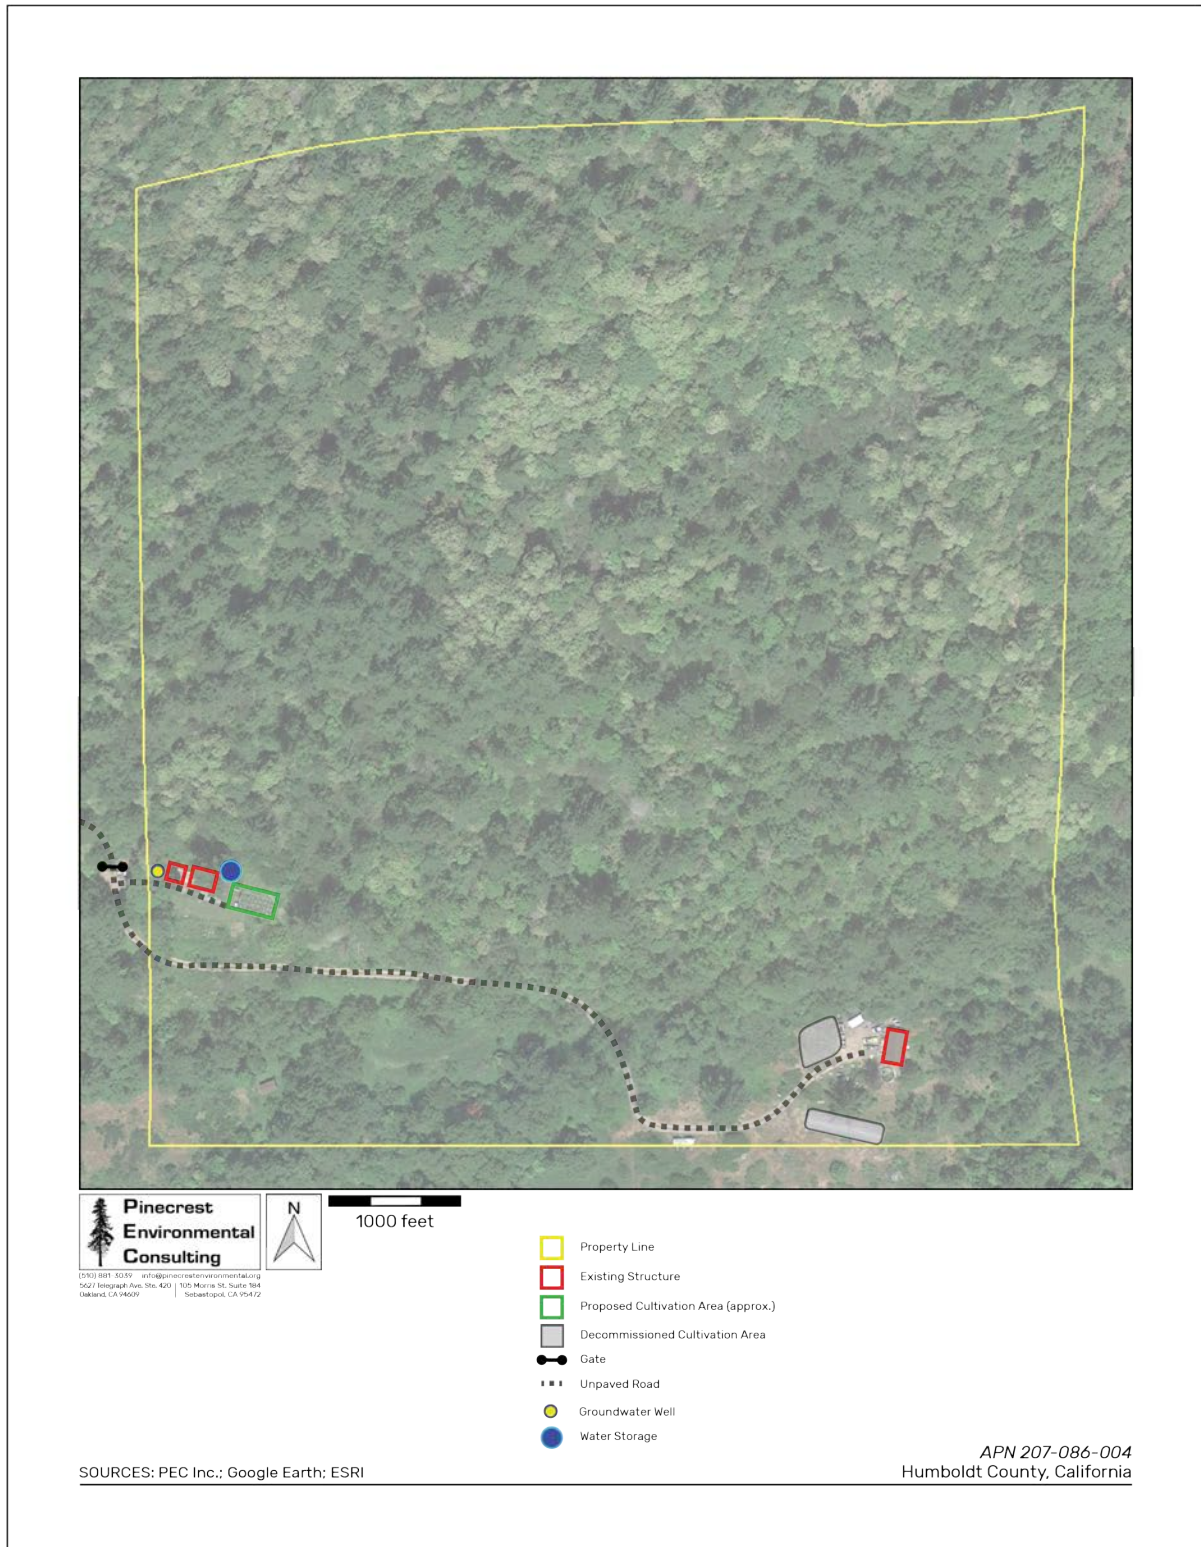 Pinecrest
Environmental
Consulting
(510) 881-3039 info@pinecrestenvironmental.org
5627 Telegraph Ave. Ste. 420 | 105 Morris St. Suite 184
Oakland, CA 94609 | Sebastopol, CA 95472
N
1000 feet
Property Line
Existing Structure
Proposed Cultivation Area (approx.)
Decommissioned Cultivation Area
Gate
Unpaved Road
Groundwater Well
Water Storage
SOURCES: PEC Inc.; Google Earth; ESRI
APN 207-086-004
Humboldt County, California